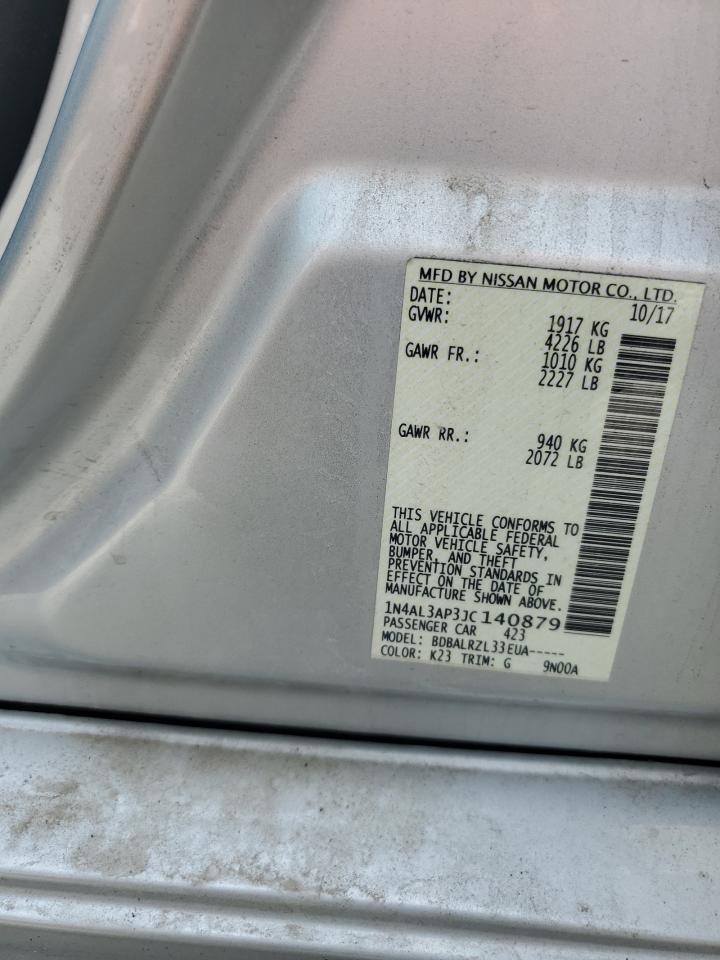 MFD BY NISSAN MOTOR CO., LTD.
DATE: 10/17
GVWR: 1917 KG
4226 LB
GAWR FR.: 1010 KG
2227 LB
GAWR RR.: 940 KG
2072 LB
THIS VEHICLE CONFORMS TO
ALL APPLICABLE FEDERAL
MOTOR VEHICLE SAFETY,
BUMPER, AND THEFT
PREVENTION STANDARDS IN
EFFECT ON THE DATE OF
MANUFACTURE SHOWN ABOVE.
1N4AL3AP3JC140879
PASSENGER CAR 423
MODEL: BDBALRZL33EUA-----
COLOR: K23 TRIM: G 9N00A